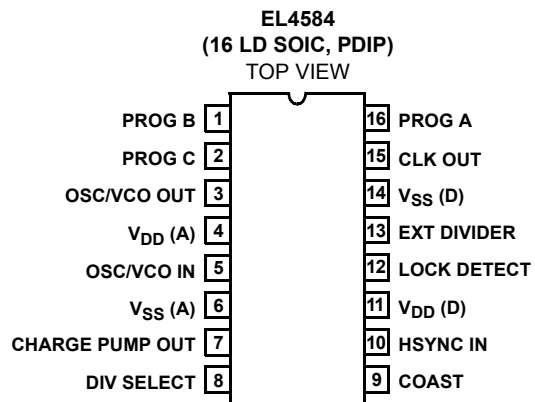 EL4584
(16 LD SOIC, PDIP)
TOP VIEW
PROG B 1 16 PROG A
PROG C 2 15 CLK OUT
OSC/VCO OUT 3 14 VSS (D)
VDD (A) 4 13 EXT DIVIDER
OSC/VCO IN 5 12 LOCK DETECT
VSS (A) 6 11 VDD (D)
CHARGE PUMP OUT 7 10 HSYNC IN
DIV SELECT 8 9 COAST